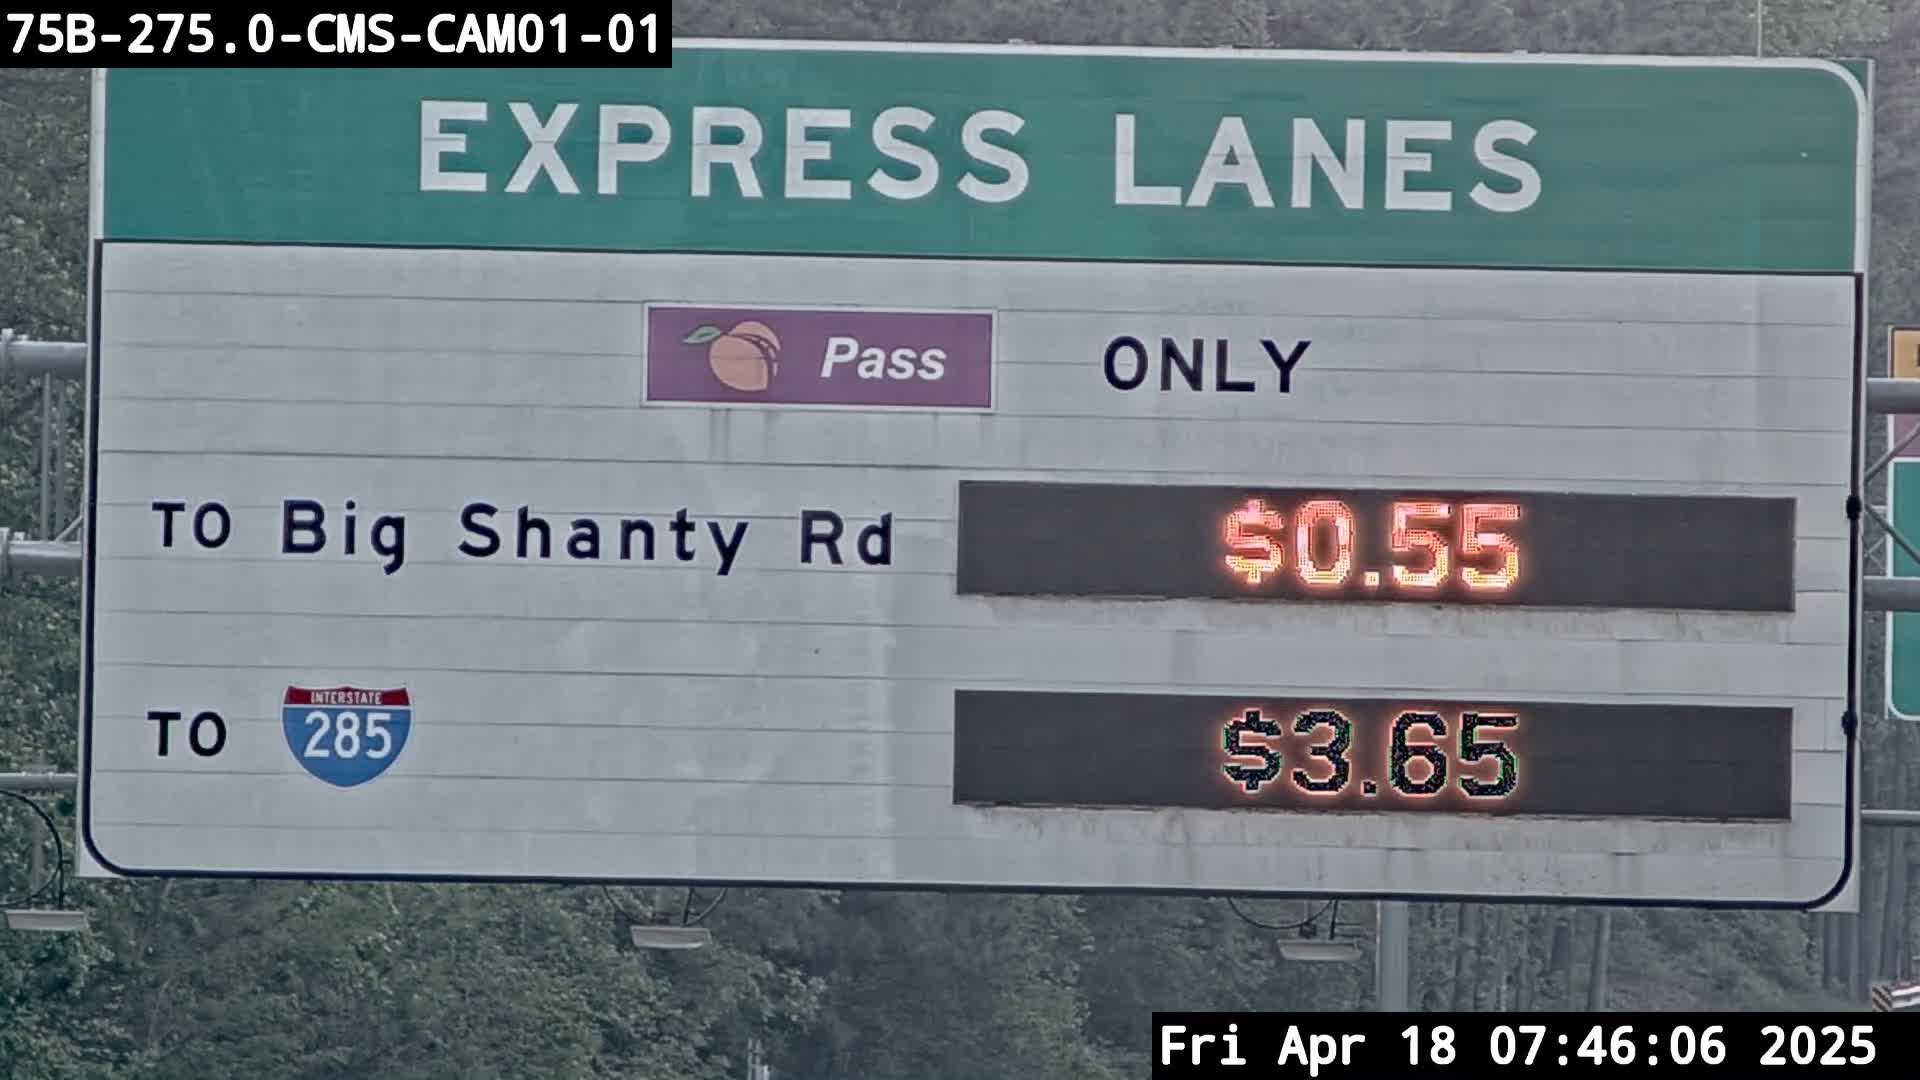 75B-275.0-CMS-CAM01-01
EXPRESS LANES
Pass ONLY
TO Big Shanty Rd $0.55
INTERSTATE
TO 285 $3.65
Fri Apr 18 07:46:06 2025